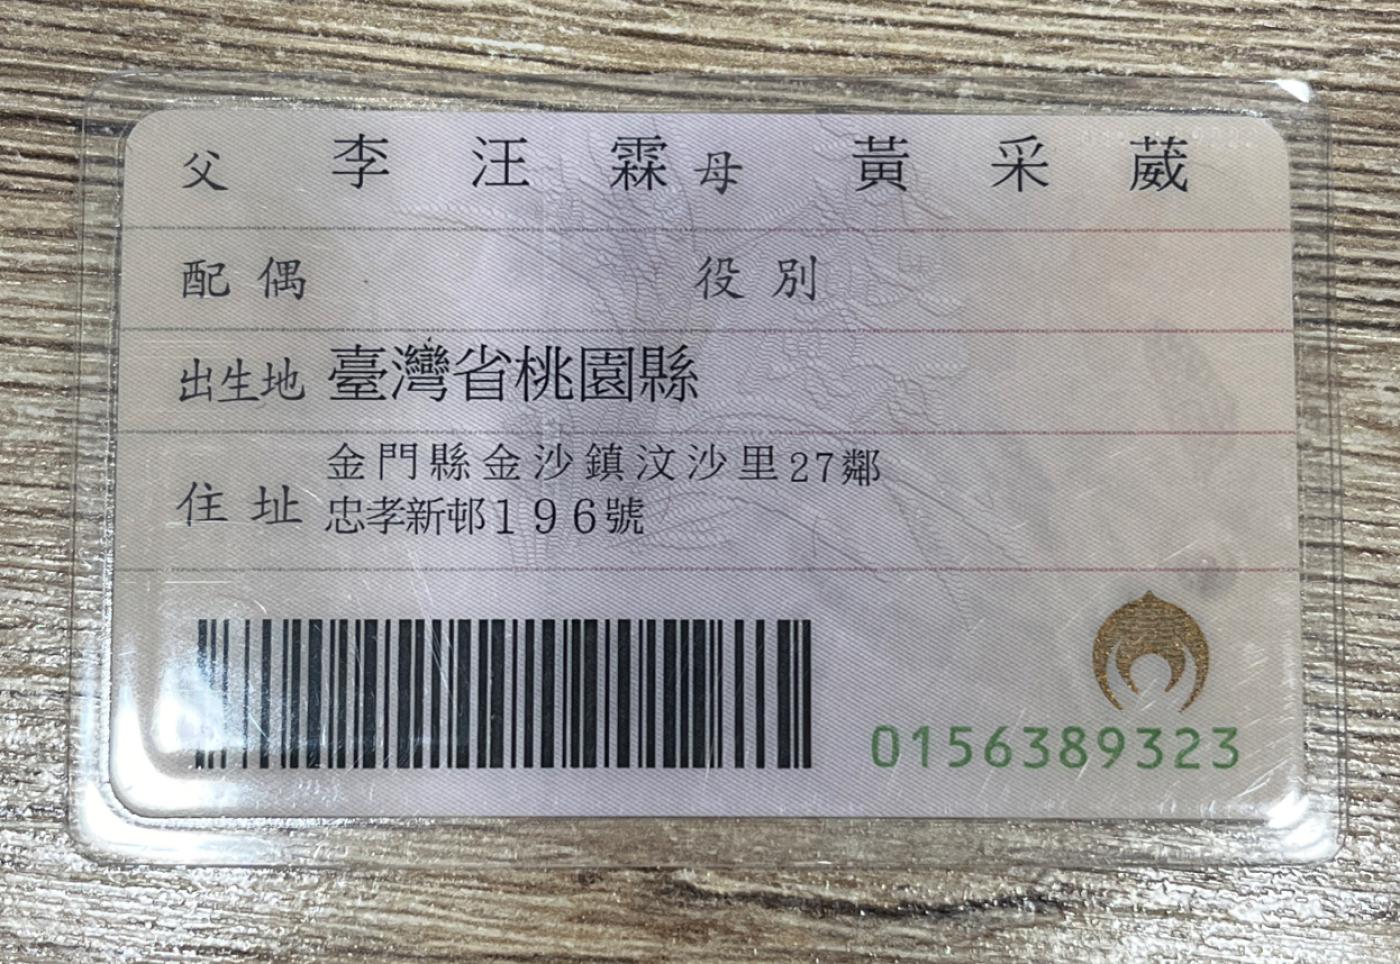 父 李汪霖 母 黃采葳
配偶 役別
出生地 臺灣省桃園縣
住址 金門縣金沙鎮汶沙里27鄰
忠孝新邨196號
0156389323